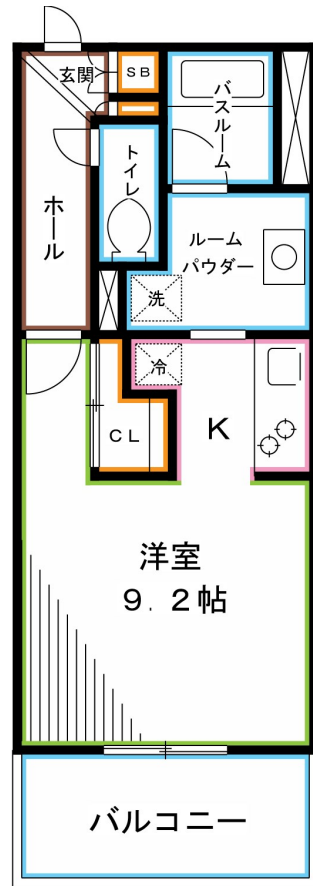 玄関
SB
バスルーム
トイレ
ホール
ルーム
パウダー
洗
冷
K
CL
洋室
9.2帖
バルコニー